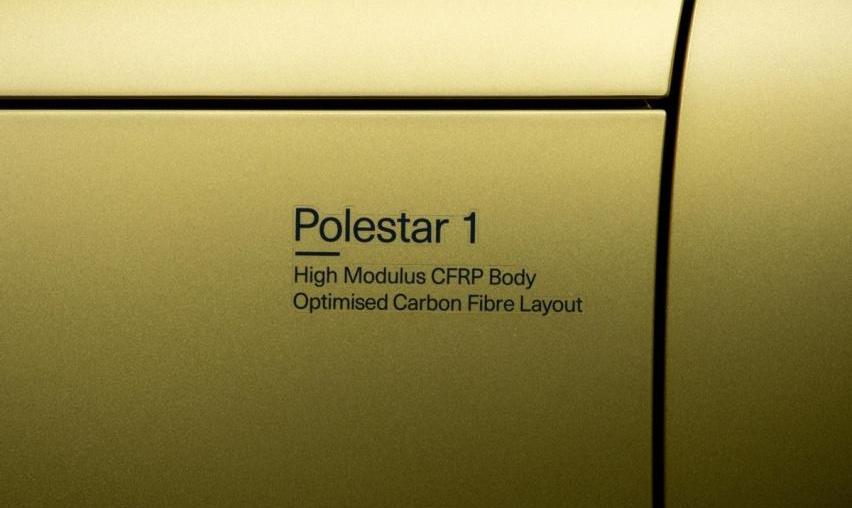 Polestar 1
High Modulus CFRP Body
Optimised Carbon Fibre Layout